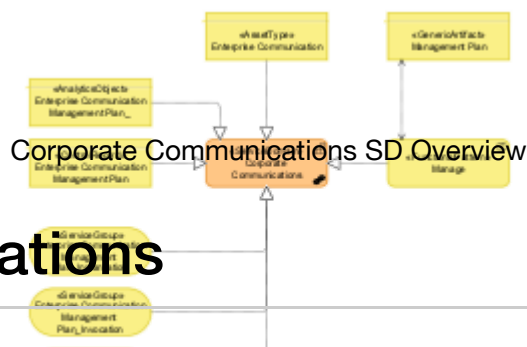 «AssetType»
Enterprise Communication
«GenericArtifact»
Management Plan
«AnalyticsObject»
Enterprise Communication
Management Plan_
Corporate Communications SD Overview
Enterprise Communication
Management Plan
Corporate
Communications
Manage
ations
«ServiceGroup»
«ServiceGroup»
Enterprise Communication
Management
Plan_Invocation